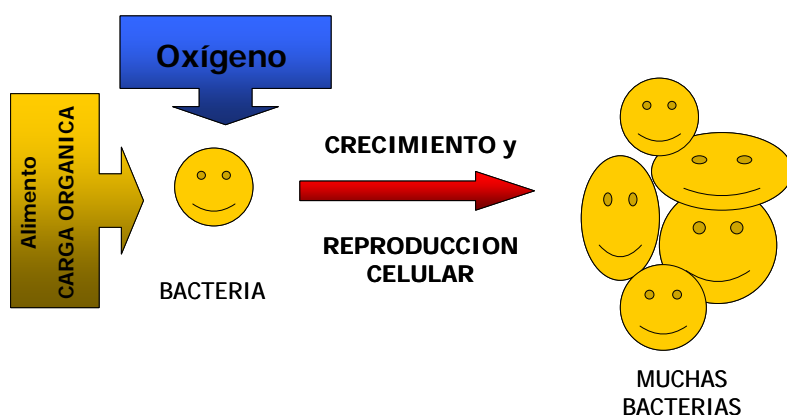 Oxígeno
Alimento
CARGA ORGANICA
BACTERIA
CRECIMIENTO y
REPRODUCCION
CELULAR
MUCHAS
BACTERIAS